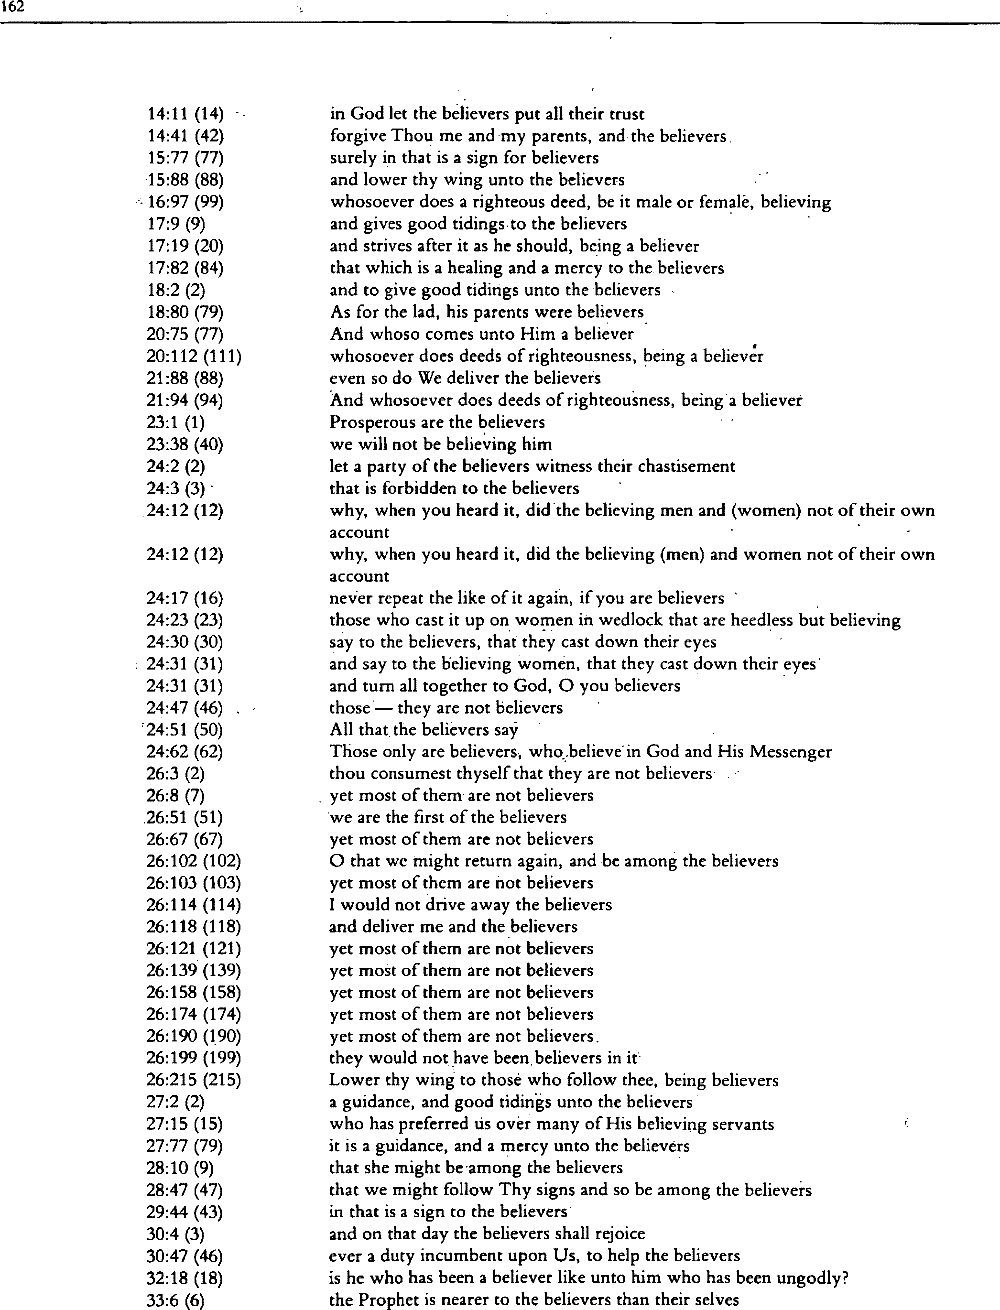 162
14:11 (14) in God let the believers put all their trust
14:41 (42) forgive Thou me and my parents, and the believers
15:77 (77) surely in that is a sign for believers
15:88 (88) and lower thy wing unto the believers
16:97 (99) whosoever does a righteous deed, be it male or female, believing
17:9 (9) and gives good tidings to the believers
17:19 (20) and strives after it as he should, being a believer
17:82 (84) that which is a healing and a mercy to the believers
18:2 (2) and to give good tidings unto the believers
18:80 (79) As for the lad, his parents were believers
20:75 (77) And whoso comes unto Him a believer
20:112 (111) whosoever does deeds of righteousness, being a believer
21:88 (88) even so do We deliver the believers
21:94 (94) And whosoever does deeds of righteousness, being a believer
23:1 (1) Prosperous are the believers
23:38 (40) we will not be believing him
24:2 (2) let a party of the believers witness their chastisement
24:3 (3) that is forbidden to the believers
24:12 (12) why, when you heard it, did the believing men and (women) not of their own
account
24:12 (12) why, when you heard it, did the believing (men) and women not of their own
account
24:17 (16) never repeat the like of it again, if you are believers
24:23 (23) those who cast it up on women in wedlock that are heedless but believing
24:30 (30) say to the believers, that they cast down their eyes
24:31 (31) and say to the believing women, that they cast down their eyes
24:31 (31) and turn all together to God, O you believers
24:47 (46) those — they are not believers
24:51 (50) All that the believers say
24:62 (62) Those only are believers, who believe in God and His Messenger
26:3 (2) thou consumest thyself that they are not believers
26:8 (7) yet most of them are not believers
26:51 (51) we are the first of the believers
26:67 (67) yet most of them are not believers
26:102 (102) O that we might return again, and be among the believers
26:103 (103) yet most of them are not believers
26:114 (114) I would not drive away the believers
26:118 (118) and deliver me and the believers
26:121 (121) yet most of them are not believers
26:139 (139) yet most of them are not believers
26:158 (158) yet most of them are not believers
26:174 (174) yet most of them are not believers
26:190 (190) yet most of them are not believers
26:199 (199) they would not have been believers in it
26:215 (215) Lower thy wing to those who follow thee, being believers
27:2 (2) a guidance, and good tidings unto the believers
27:15 (15) who has preferred us over many of His believing servants
27:77 (79) it is a guidance, and a mercy unto the believers
28:10 (9) that she might be among the believers
28:47 (47) that we might follow Thy signs and so be among the believers
29:44 (43) in that is a sign to the believers
30:4 (3) and on that day the believers shall rejoice
30:47 (46) ever a duty incumbent upon Us, to help the believers
32:18 (18) is he who has been a believer like unto him who has been ungodly?
33:6 (6) the Prophet is nearer to the believers than their selves